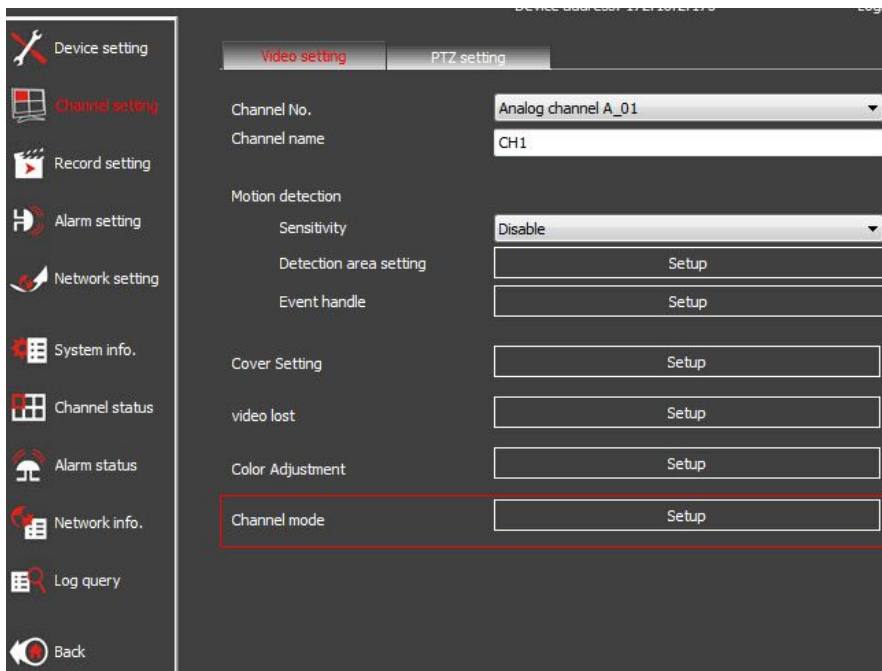 Device setting
Channel setting
Record setting
Alarm setting
Network setting
System info.
Channel status
Alarm status
Network info.
Log query
Back
Video setting PTZ setting
Channel No. Analog channel A_01
Channel name CH1
Motion detection
Sensitivity Disable
Detection area setting Setup
Event handle Setup
Cover Setting Setup
video lost Setup
Color Adjustment Setup
Channel mode Setup